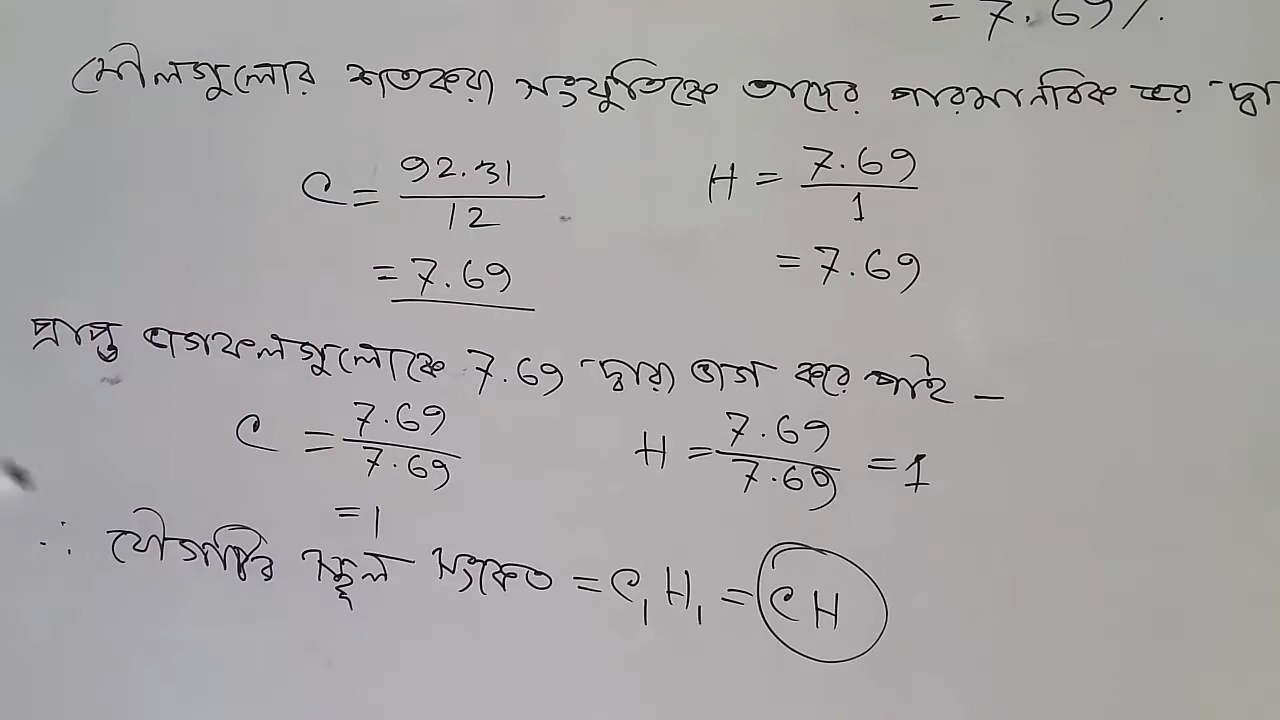 = 7.69%.
মৌলগুলোর শতকরা সংযুতিকে তাদের পারমানবিক ভর দ্বা
C = 92.31 / 12 H = 7.69 / 1
= 7.69 = 7.69
প্রাপ্ত ভাগফলগুলোকে 7.69 দ্বারা ভাগ করে পাই –
C = 7.69 / 7.69 H = 7.69 / 7.69 = 1
= 1
∴ যৌগটির স্থূল সংকেত = C₁H₁ = CH